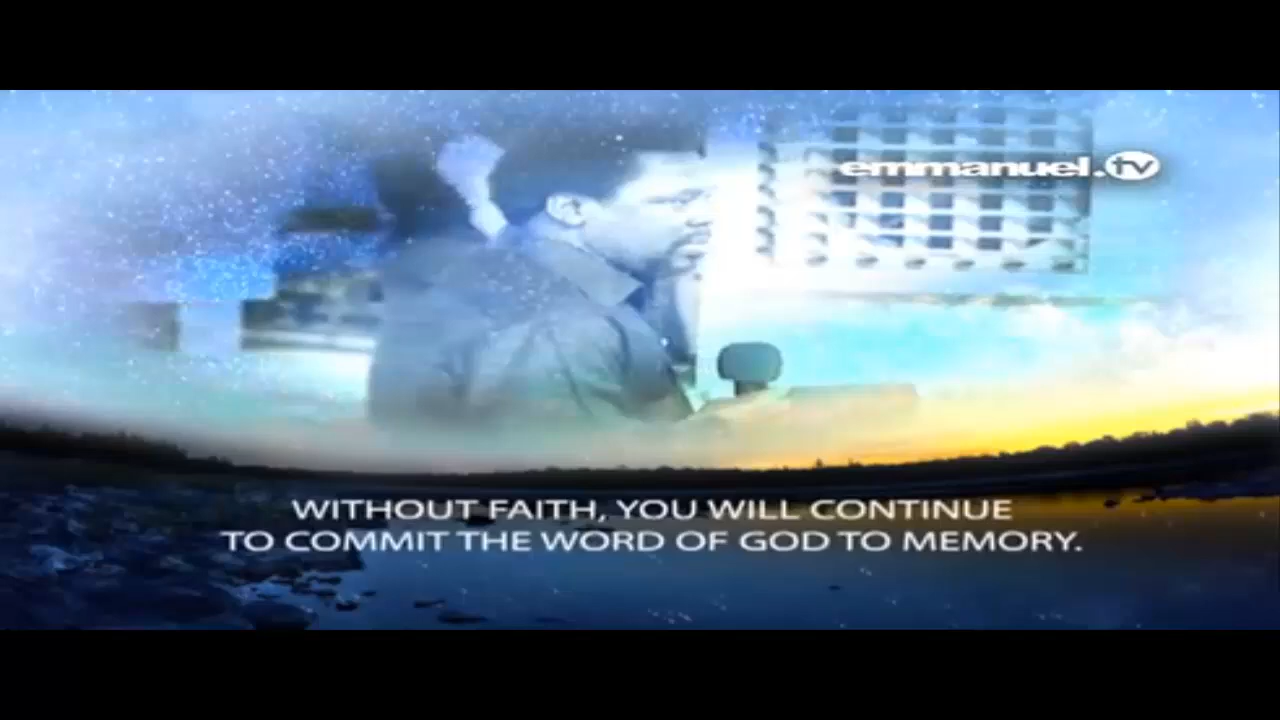 emmanuel.tv
WITHOUT FAITH, YOU WILL CONTINUE
TO COMMIT THE WORD OF GOD TO MEMORY.